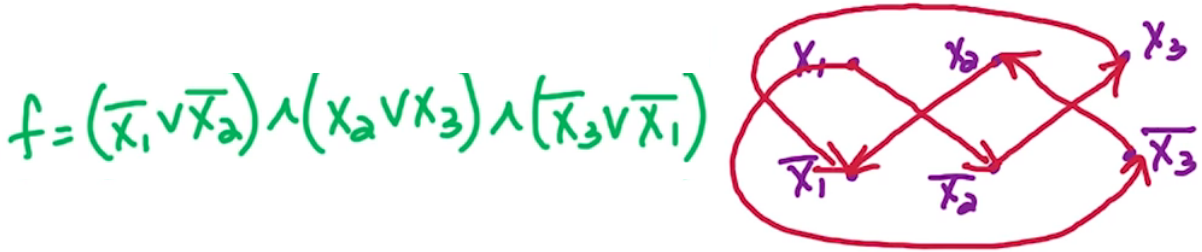 f = (x̅₁ ∨ x̅₂) ∧ (x₂ ∨ x₃) ∧ (x̅₃ ∨ x̅₁)
x₁ x₂ x₃
x̅₁ x̅₂ x̅₃